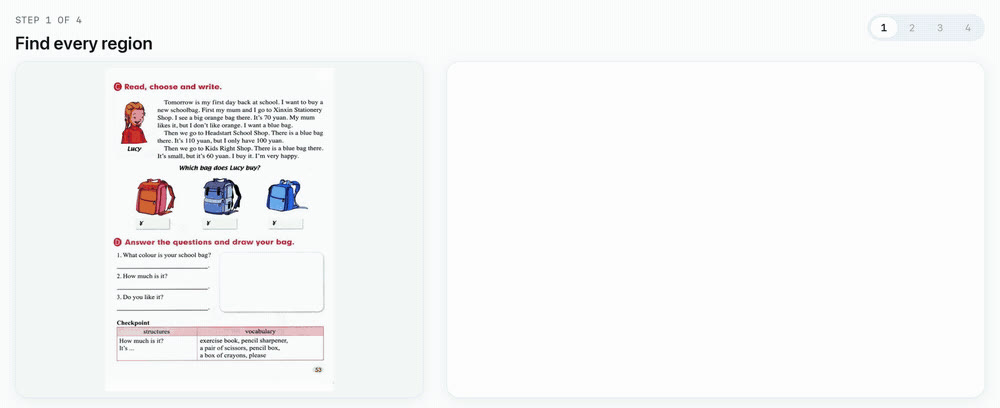 STEP 1 OF 4
Find every region
1 2 3 4
C Read, choose and write.
Tomorrow is my first day back at school. I want to buy a
new schoolbag. First my mum and I go to Xinxin Stationery
Shop. I see a big orange bag there. It's 70 yuan. My mum
likes it, but I don't like orange. I want a blue bag.
Then we go to Headstart School Shop. There is a blue bag
there. It's 110 yuan, but I only have 100 yuan.
Then we go to Kids Right Shop. There is a blue bag there.
It's small, but it's 60 yuan. I buy it. I'm very happy.
Lucy
Which bag does Lucy buy?
¥ ¥ ¥
D Answer the questions and draw your bag.
1. What colour is your school bag?
2. How much is it?
3. Do you like it?
Checkpoint
structures vocabulary
How much is it? exercise book, pencil sharpener,
It's ... a pair of scissors, pencil box,
a box of crayons, please
53